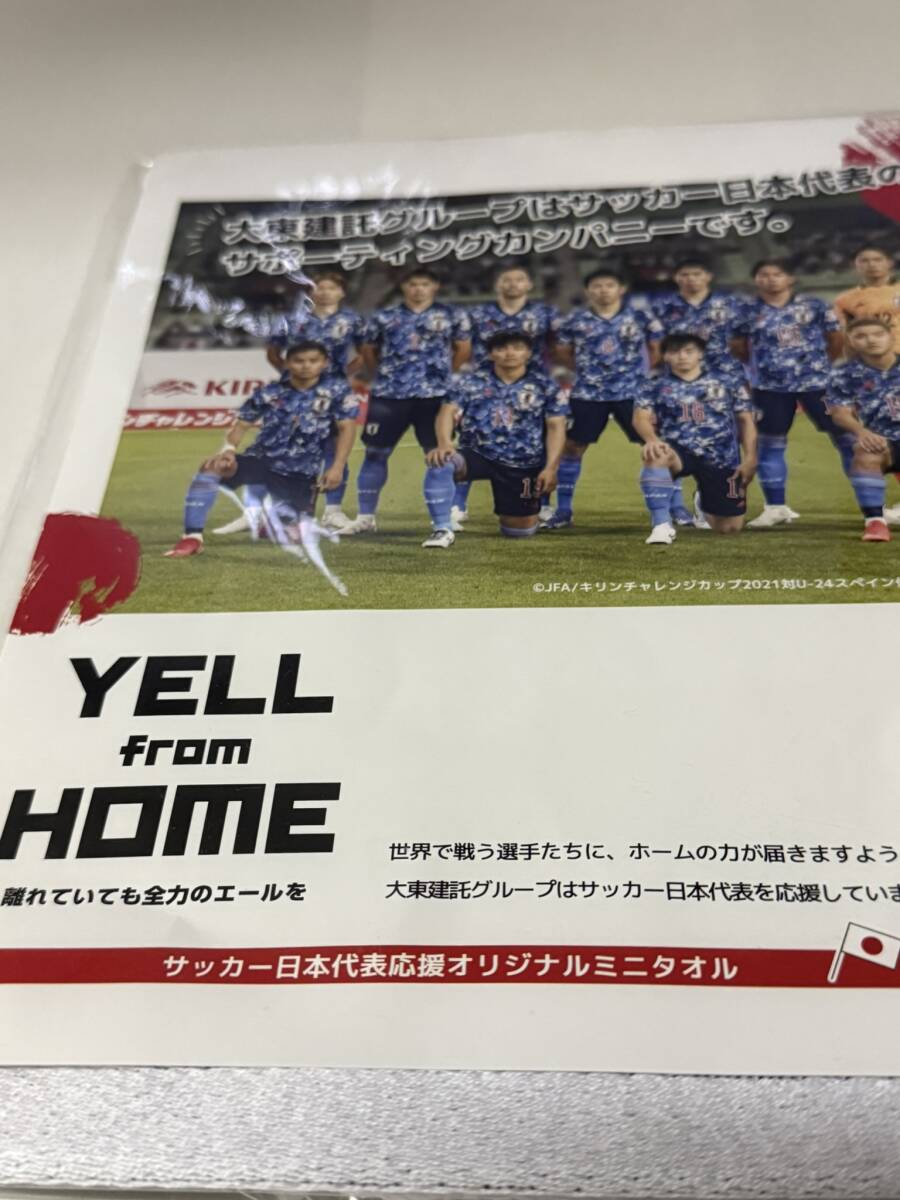 大東建託グループはサッカー日本代表の
サポーティングカンパニーです。
KIR
チャレンジ
©JFA/キリンチャレンジカップ2021対U-24スペイン
YELL
from
HOME
離れていても全力のエールを
世界で戦う選手たちに、ホームの力が届きますよう
大東建託グループはサッカー日本代表を応援していま
サッカー日本代表応援オリジナルミニタオル